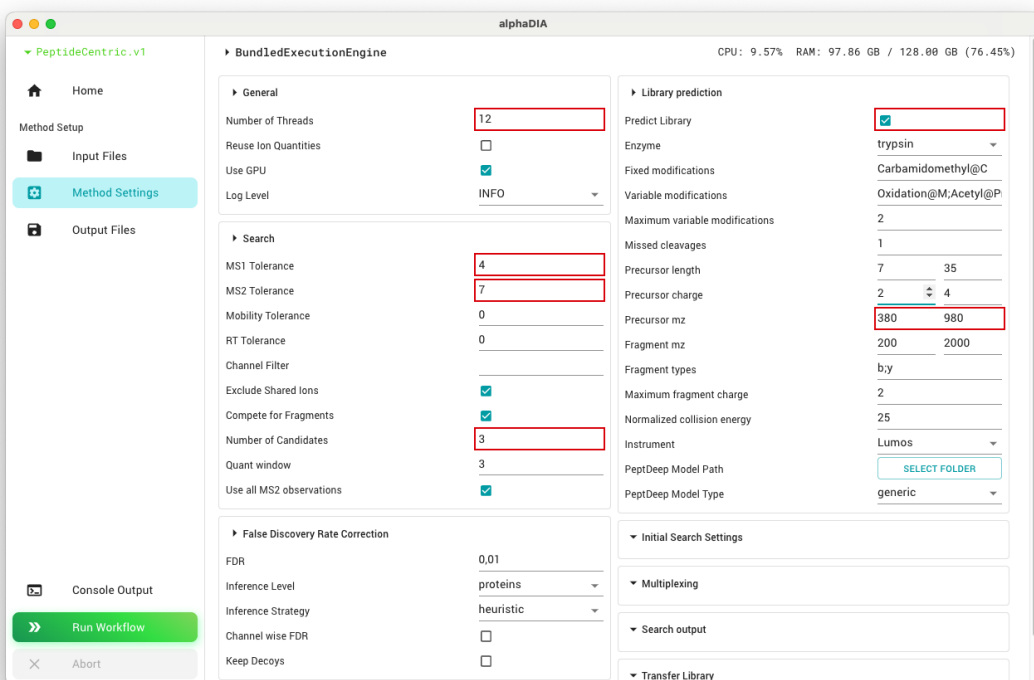 alphaDIA
PeptideCentric.v1
BundledExecutionEngine
CPU: 9.57% RAM: 97.86 GB / 128.00 GB (76.45%)
Home
Method Setup
Input Files
Method Settings
Output Files
Console Output
Run Workflow
Abort
General
Number of Threads 12
Reuse Ion Quantities
Use GPU
Log Level INFO
Search
MS1 Tolerance 4
MS2 Tolerance 7
Mobility Tolerance 0
RT Tolerance 0
Channel Filter
Exclude Shared Ions
Compete for Fragments
Number of Candidates 3
Quant window 3
Use all MS2 observations
False Discovery Rate Correction
FDR 0,01
Inference Level proteins
Inference Strategy heuristic
Channel wise FDR
Keep Decoys
Library prediction
Predict Library
Enzyme trypsin
Fixed modifications Carbamidomethyl@C
Variable modifications Oxidation@M;Acetyl@P
Maximum variable modifications 2
Missed cleavages 1
Precursor length 7 35
Precursor charge 2 4
Precursor mz 380 980
Fragment mz 200 2000
Fragment types b;y
Maximum fragment charge 2
Normalized collision energy 25
Instrument Lumos
PeptDeep Model Path SELECT FOLDER
PeptDeep Model Type generic
Initial Search Settings
Multiplexing
Search output
Transfer Library